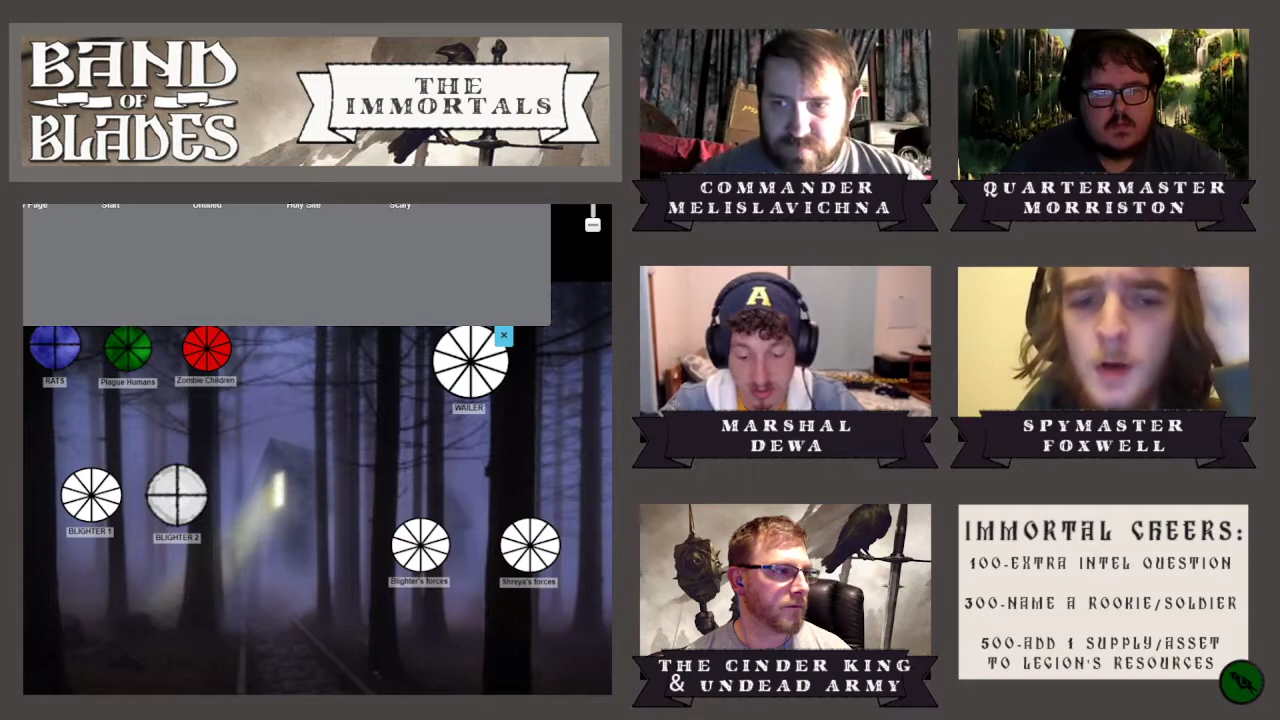 BAND
OF
BLADES
THE
IMMORTALS
Page Start Untitled Holy Site Scary
RATS
Plague Humans
Zombie Children
WAILER
BLIGHTER 1
BLIGHTER 2
Blighter's forces
Shreya's forces
COMMANDER
MELISLAVICHNA
QUARTERMASTER
MORRISTON
A
MARSHAL
DEWA
SPYMASTER
FOXWELL
THE CINDER KING
& UNDEAD ARMY
IMMORTAL CHEERS:
100-EXTRA INTEL QUESTION
300-NAME A ROOKIE/SOLDIER
500-ADD 1 SUPPLY/ASSET
TO LEGION'S RESOURCES